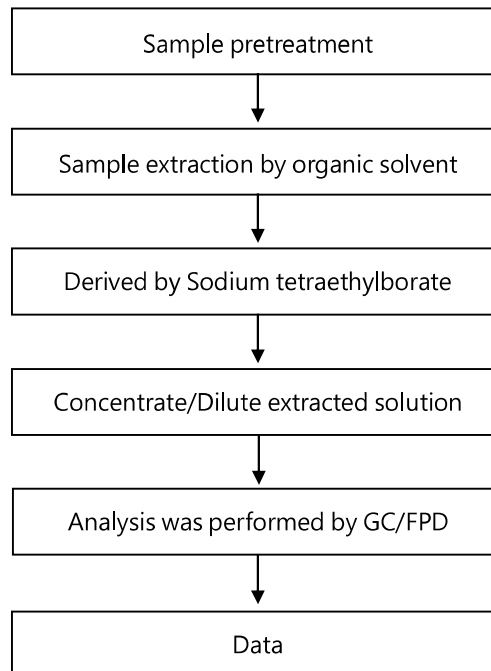 Sample pretreatment
Sample extraction by organic solvent
Derived by Sodium tetraethylborate
Concentrate/Dilute extracted solution
Analysis was performed by GC/FPD
Data